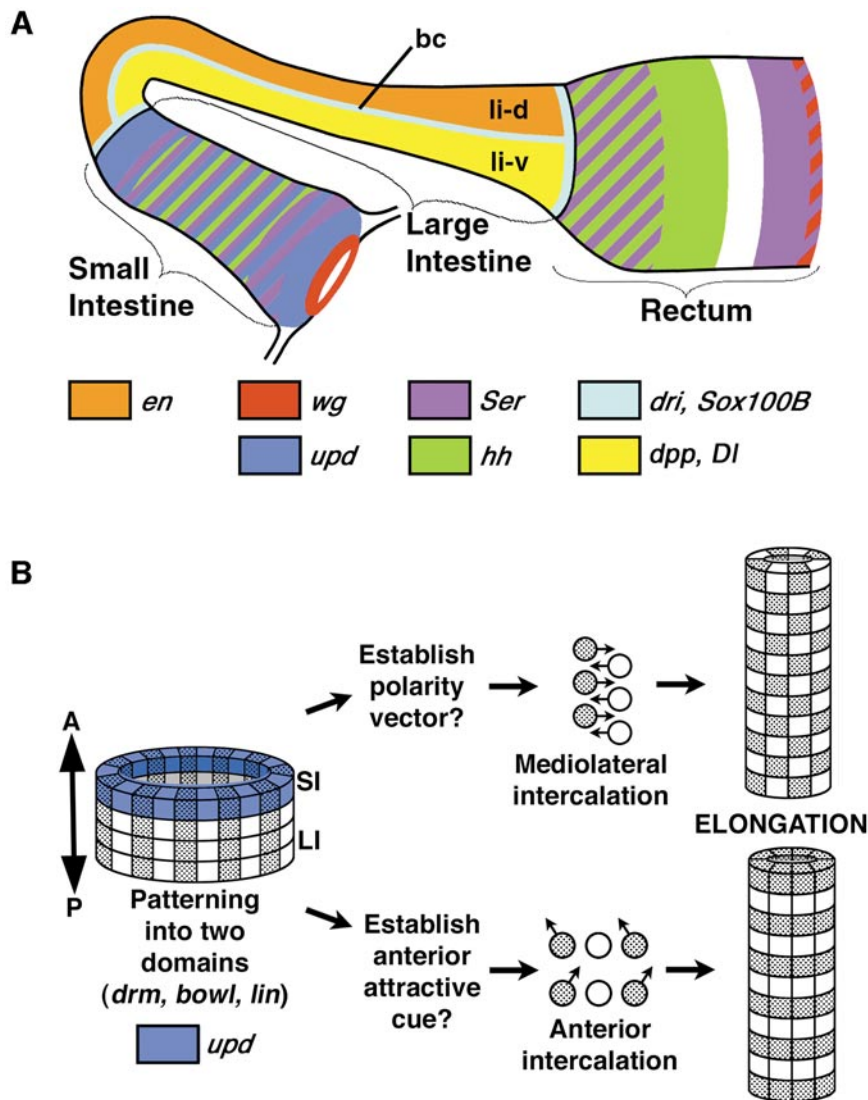 A
bc
li-d
li-v
Small
Intestine
Large
Intestine
Rectum
en
wg
Ser
dri, Sox100B
upd
hh
dpp, Dl
B
A
P
SI
LI
Patterning
into two
domains
(drm, bowl, lin)
upd
Establish
polarity
vector?
Mediolateral
intercalation
ELONGATION
Establish
anterior
attractive
cue?
Anterior
intercalation